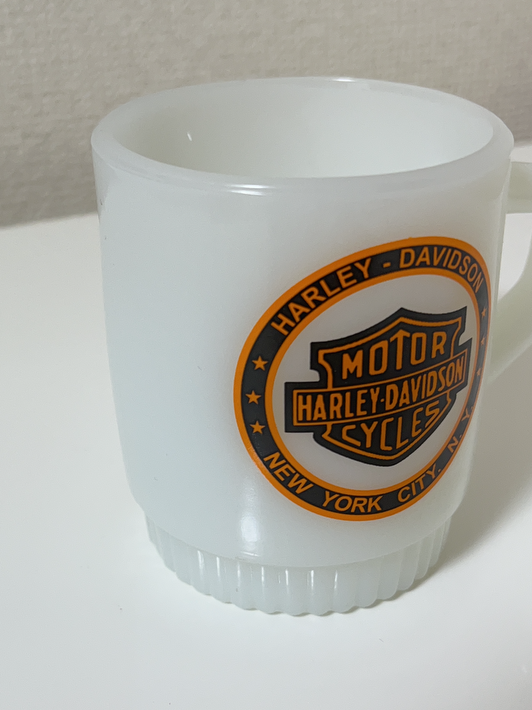 HARLEY - DAVIDSON
MOTOR
HARLEY-DAVIDSON
CYCLES
NEW YORK CITY. N.Y